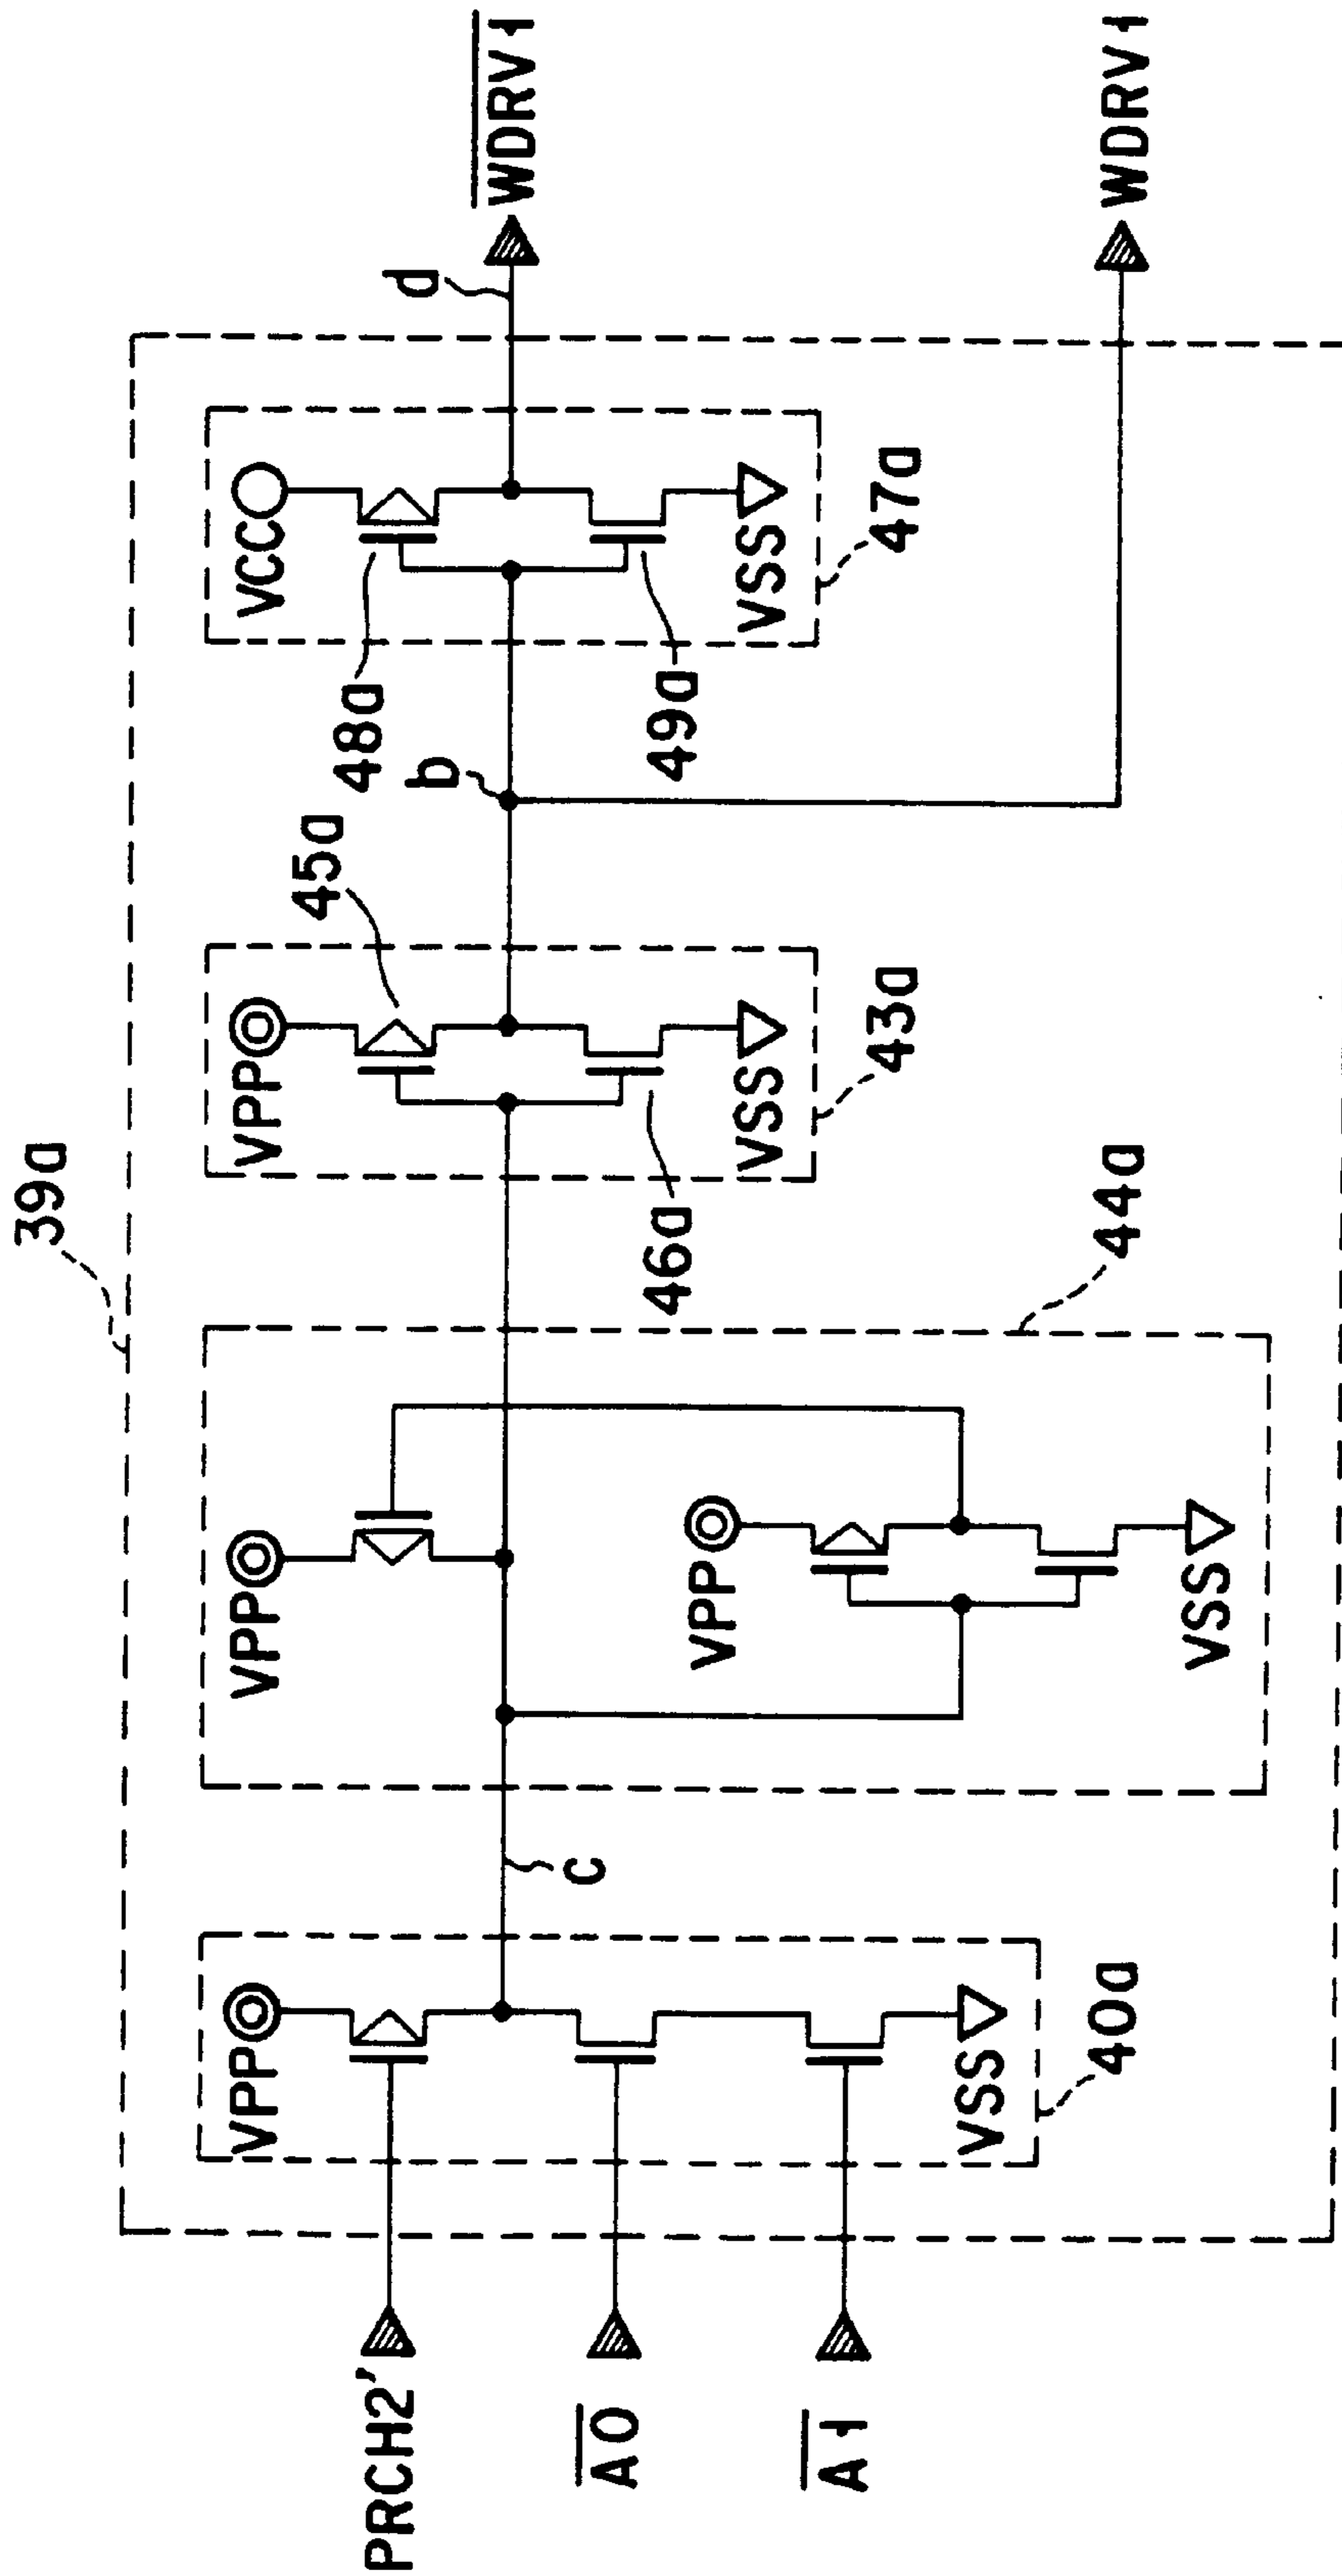 39a
PRCH2'
A0
A1
VPP
VSS
40a
c
VPP
VPP
VSS
44a
VPP
45a
46a
VSS
43a
b
VCC
48a
49a
VSS
47a
d
WDRV1
WDRV1